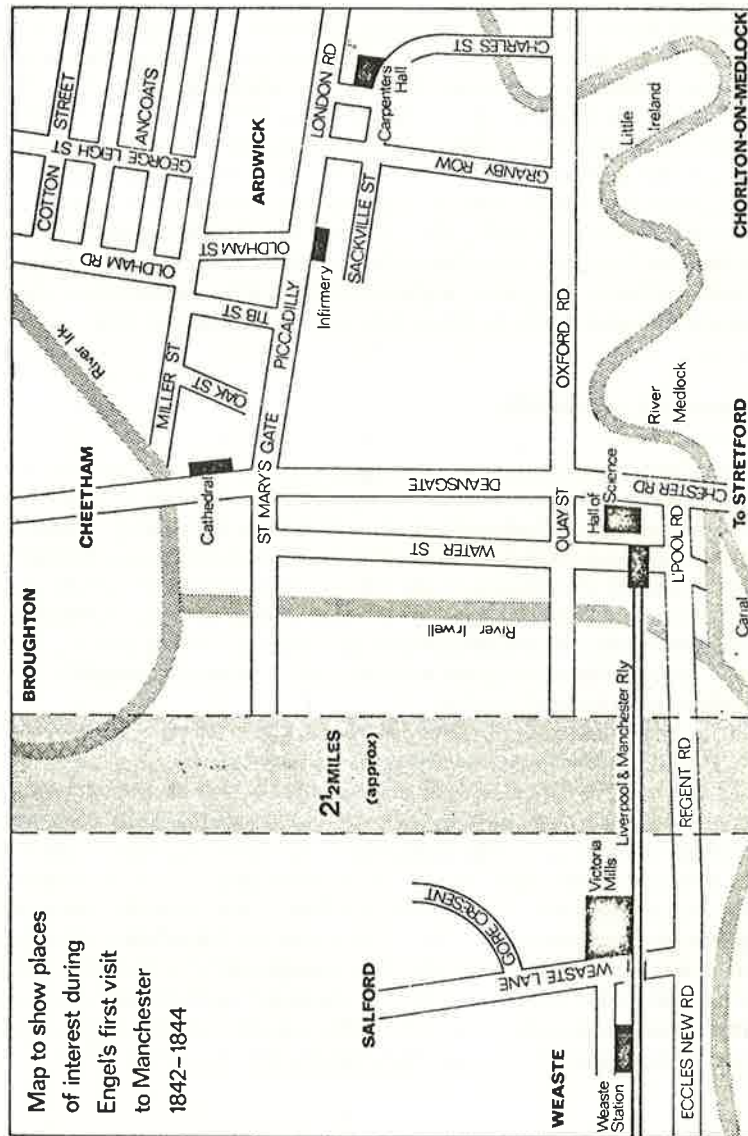 Map to show places
of interest during
Engel's first visit
to Manchester
1842–1844
BROUGHTON
CHEETHAM
River Irk
OLDHAM RD
COTTON
STREET
GEORGE LEIGH ST
ANCOATS
MILLER ST
OAK ST
TIB ST
OLDHAM ST
ARDWICK
Cathedral
ST MARY'S GATE
PICCADILLY
LONDON RD
Infirmery
SACKVILLE ST
Carpenters
Hall
CHARLES ST
GRANBY ROW
DEANSGATE
WATER ST
River Irwell
2½ MILES
(approx)
SALFORD
GORE CRESENT
WEASTE LANE
Victoria
Mills
WEASTE
Weaste
Station
Liverpool & Manchester Rly
QUAY ST
OXFORD RD
Hall of
Science
CHESTER RD
L'POOL RD
REGENT RD
ECCLES NEW RD
River
Medlock
Little
Ireland
Canal
To STRETFORD
CHORLTON-ON-MEDLOCK